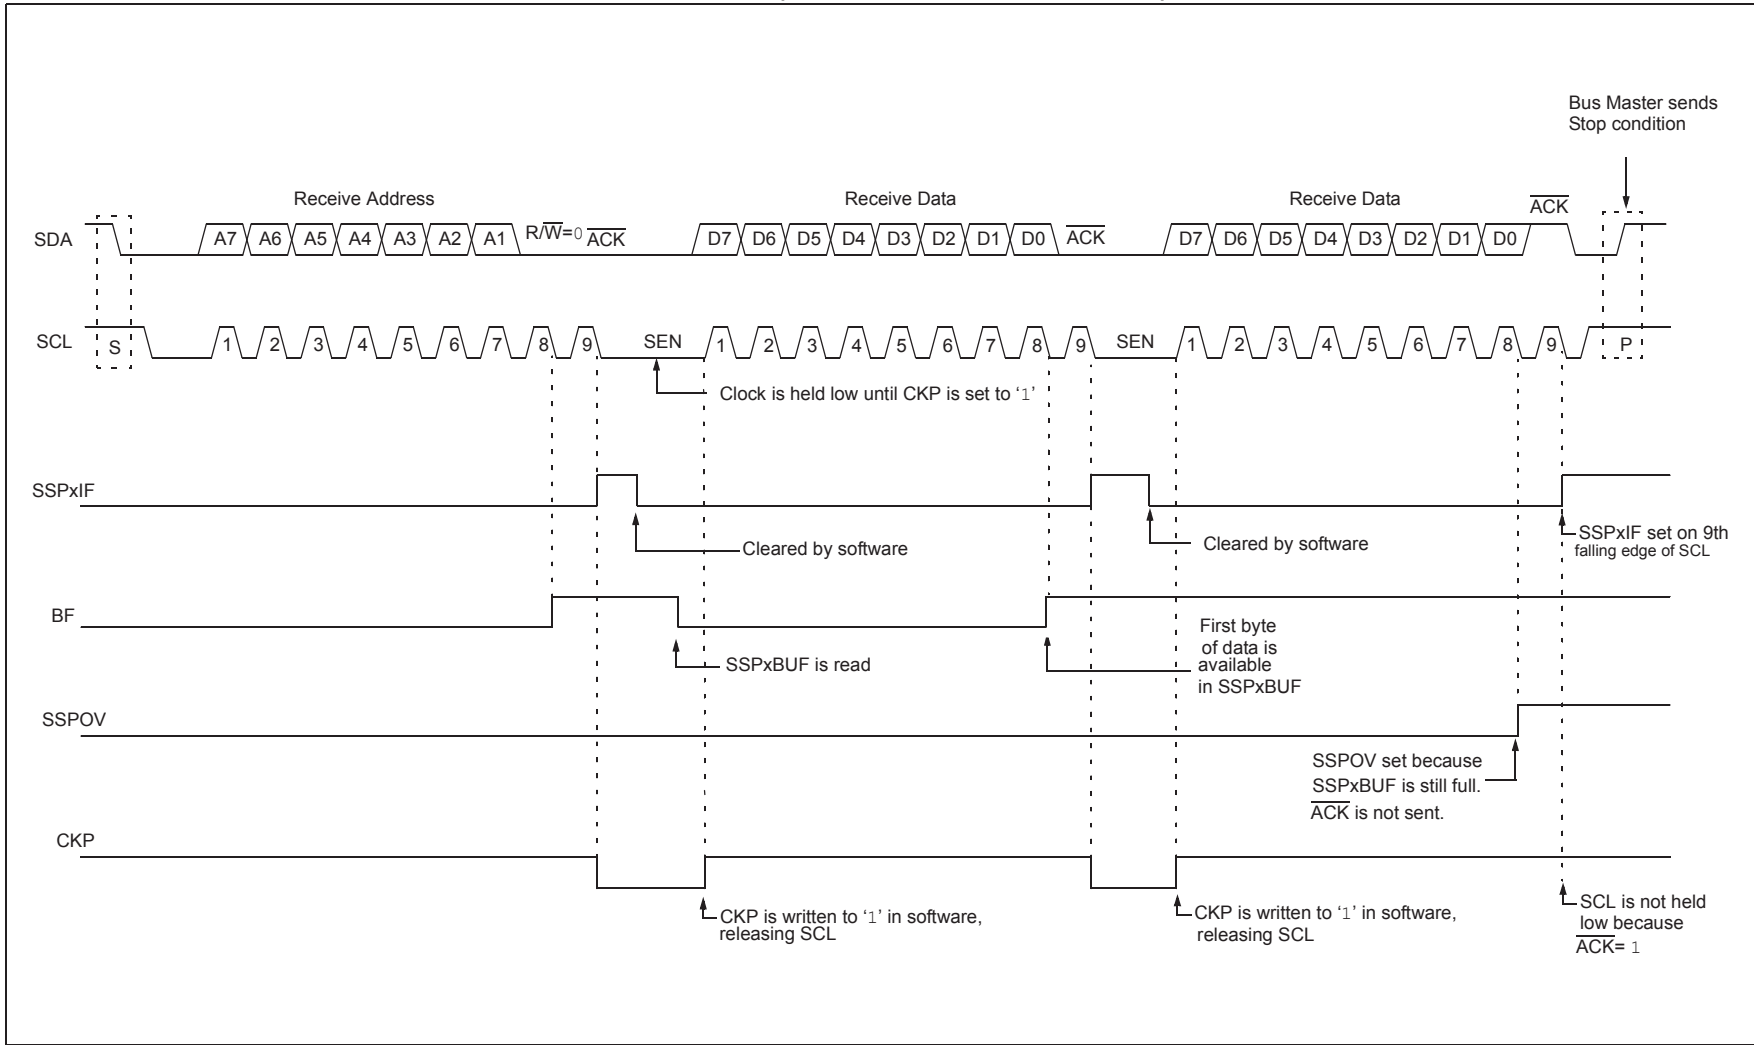 Bus Master sends
Stop condition
Receive Address
Receive Data
Receive Data
ACK
SDA
A7 A6 A5 A4 A3 A2 A1 R/W=0 ACK
D7 D6 D5 D4 D3 D2 D1 D0 ACK
D7 D6 D5 D4 D3 D2 D1 D0
SCL
S
1 2 3 4 5 6 7 8 9 SEN
1 2 3 4 5 6 7 8 9 SEN
1 2 3 4 5 6 7 8 9
P
Clock is held low until CKP is set to ‘1’
SSPxIF
Cleared by software
Cleared by software
SSPxIF set on 9th
falling edge of SCL
BF
SSPxBUF is read
First byte
of data is
available
in SSPxBUF
SSPOV
SSPOV set because
SSPxBUF is still full.
ACK is not sent.
CKP
CKP is written to ‘1’ in software,
releasing SCL
CKP is written to ‘1’ in software,
releasing SCL
SCL is not held
low because
ACK= 1